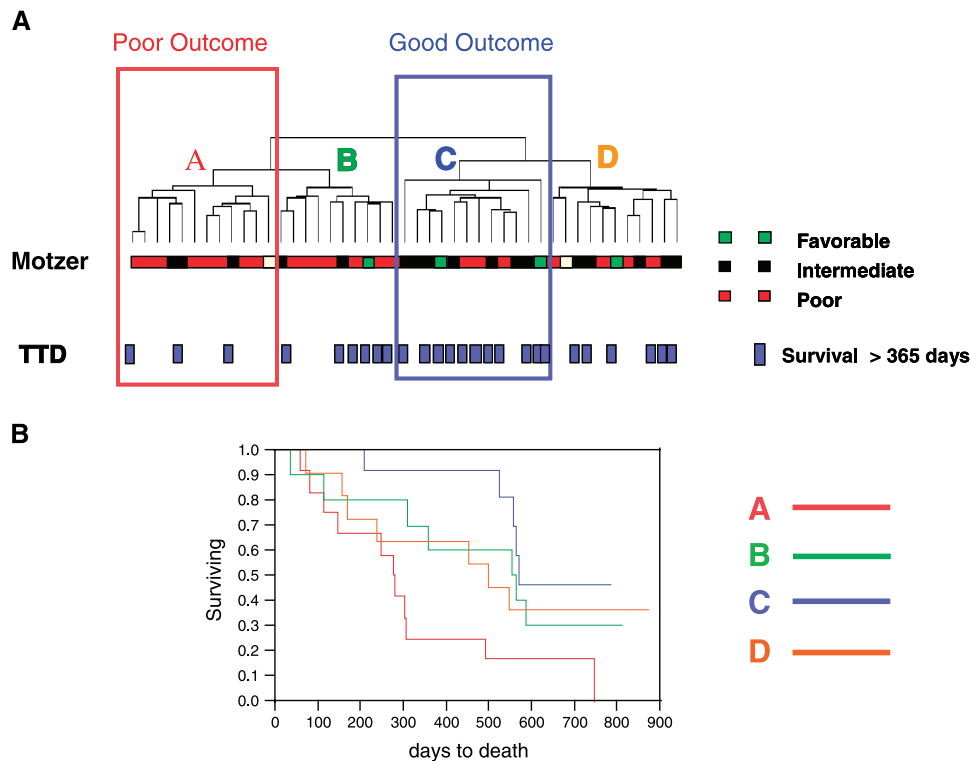 A
Poor Outcome
Good Outcome
A
B
C
D
Motzer
Favorable
Intermediate
Poor
TTD
Survival > 365 days
B
1.0
0.9
0.8
0.7
0.6
0.5
0.4
0.3
0.2
0.1
0.0
Surviving
0 100 200 300 400 500 600 700 800 900
days to death
A
B
C
D